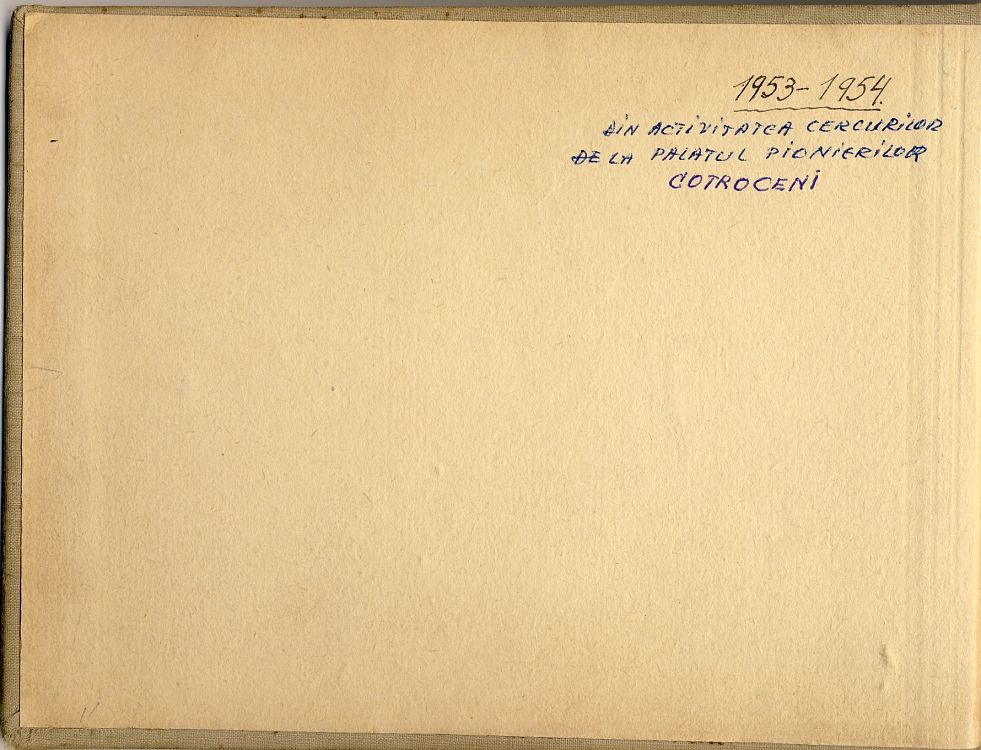 1953-1954.
DIN ACTIVITATEA CERCURILOR
DE LA PALATUL PIONIERILOR
COTROCENI